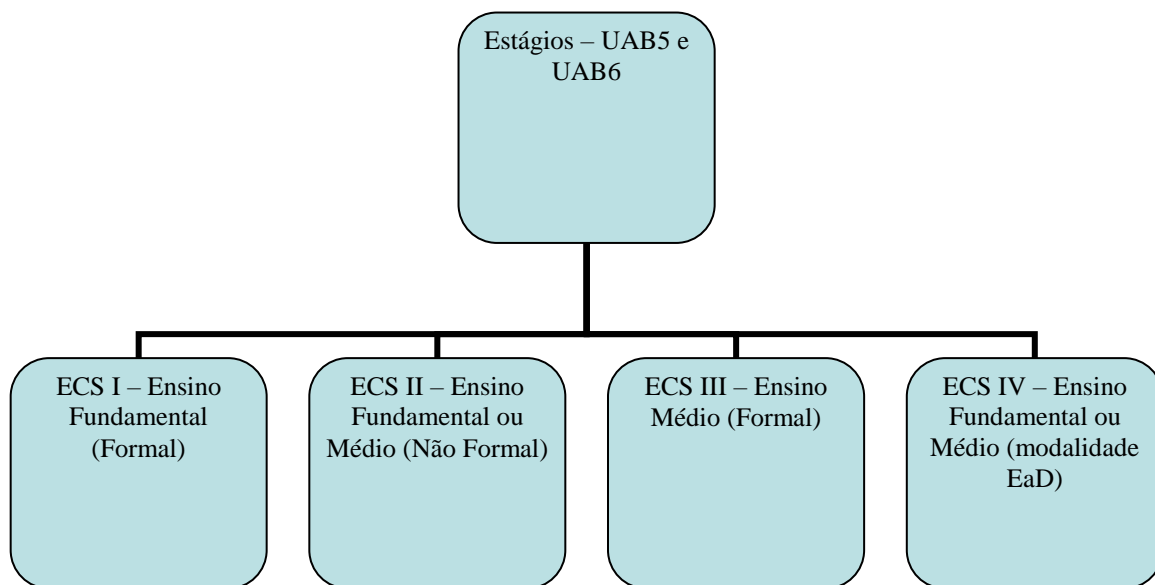 Estágios – UAB5 e
UAB6
ECS I – Ensino
Fundamental
(Formal)
ECS II – Ensino
Fundamental ou
Médio (Não Formal)
ECS III – Ensino
Médio (Formal)
ECS IV – Ensino
Fundamental ou
Médio (modalidade
EaD)